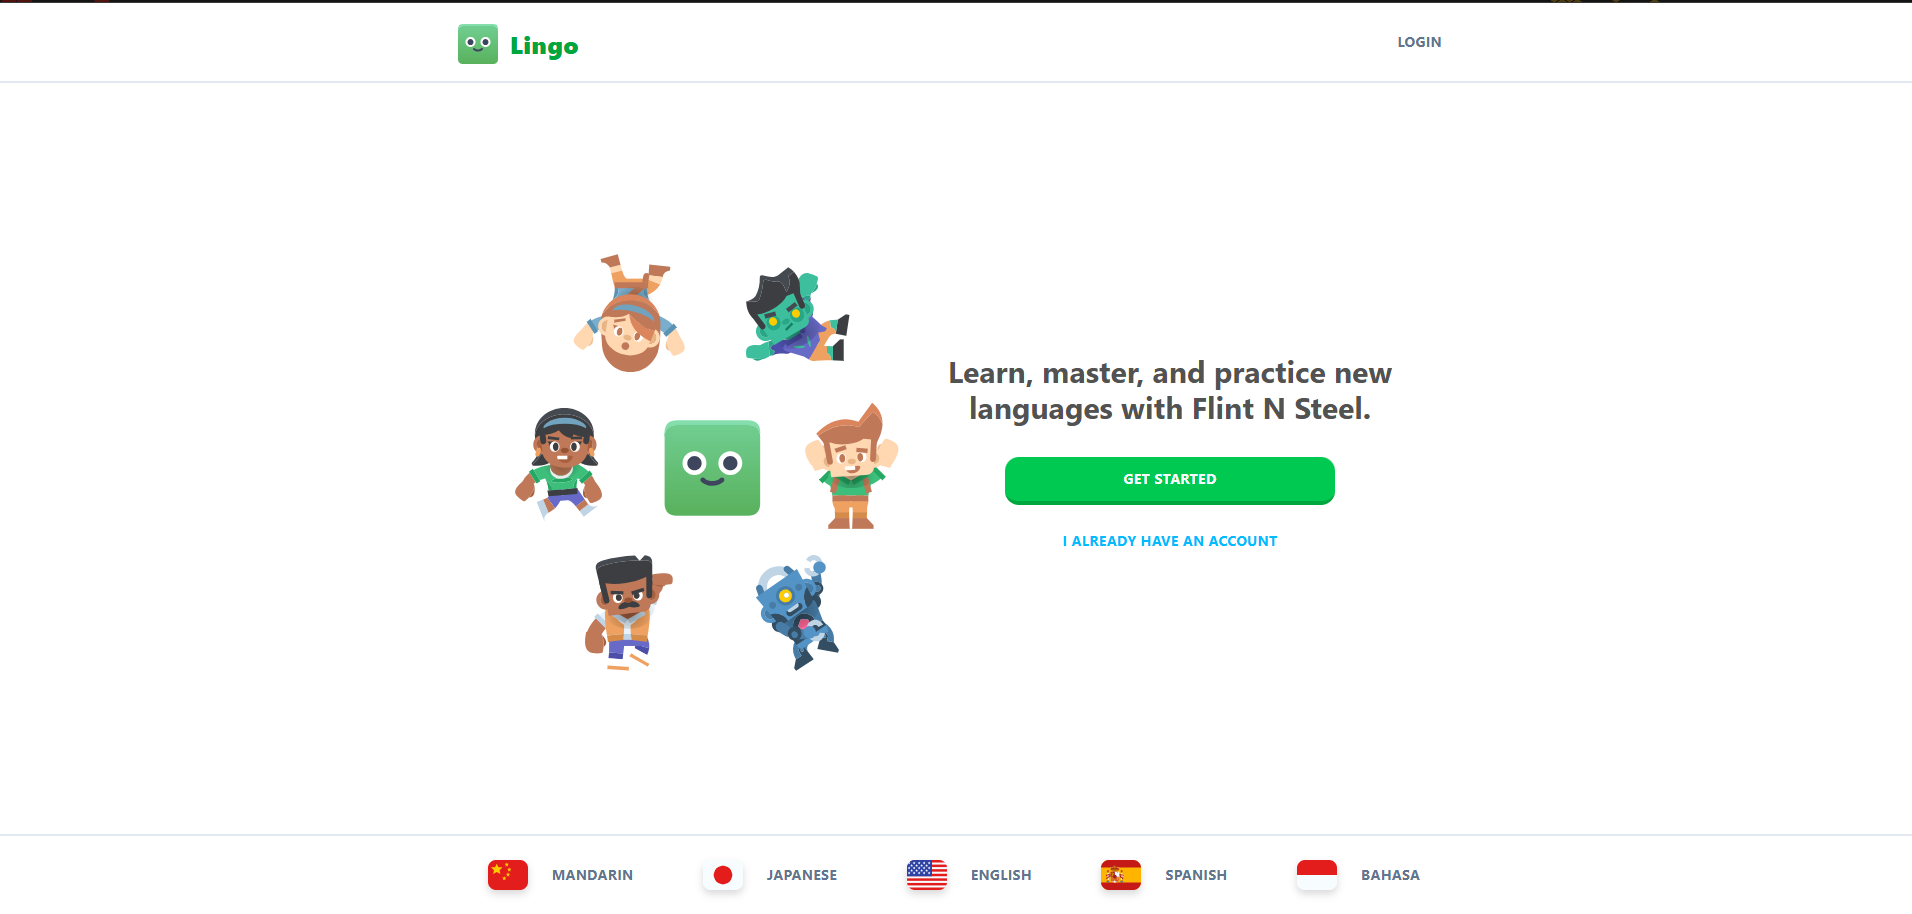 Lingo
LOGIN
Learn, master, and practice new
languages with Flint N Steel.
GET STARTED
I ALREADY HAVE AN ACCOUNT
MANDARIN
JAPANESE
ENGLISH
SPANISH
BAHASA